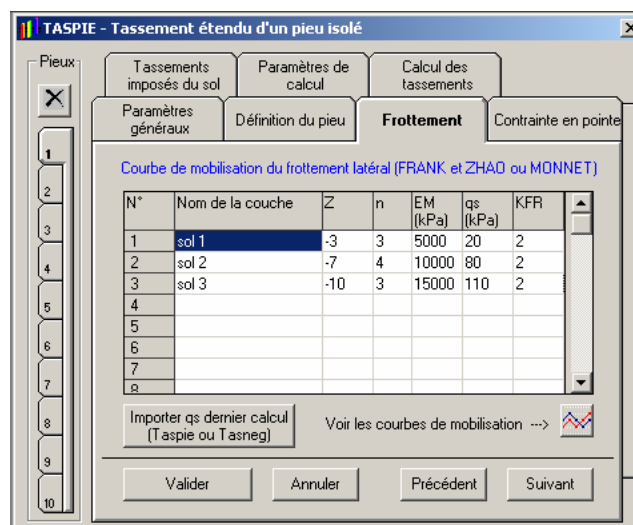 TASPIE - Tassement étendu d'un pieu isolé
Pieux
Tassements imposés du sol
Paramètres de calcul
Calcul des tassements
Paramètres généraux
Définition du pieu
Frottement
Contrainte en pointe
Courbe de mobilisation du frottement latéral (FRANK et ZHAO ou MONNET)
N° Nom de la couche Z n EM (kPa) qs (kPa) KFR
1 sol 1 -3 3 5000 20 2
2 sol 2 -7 4 10000 80 2
3 sol 3 -10 3 15000 110 2
4
5
6
7
8
Importer qs dernier calcul (Taspie ou Tasneg)
Voir les courbes de mobilisation --->
Valider Annuler Précédent Suivant
1
2
3
4
5
6
7
8
9
10